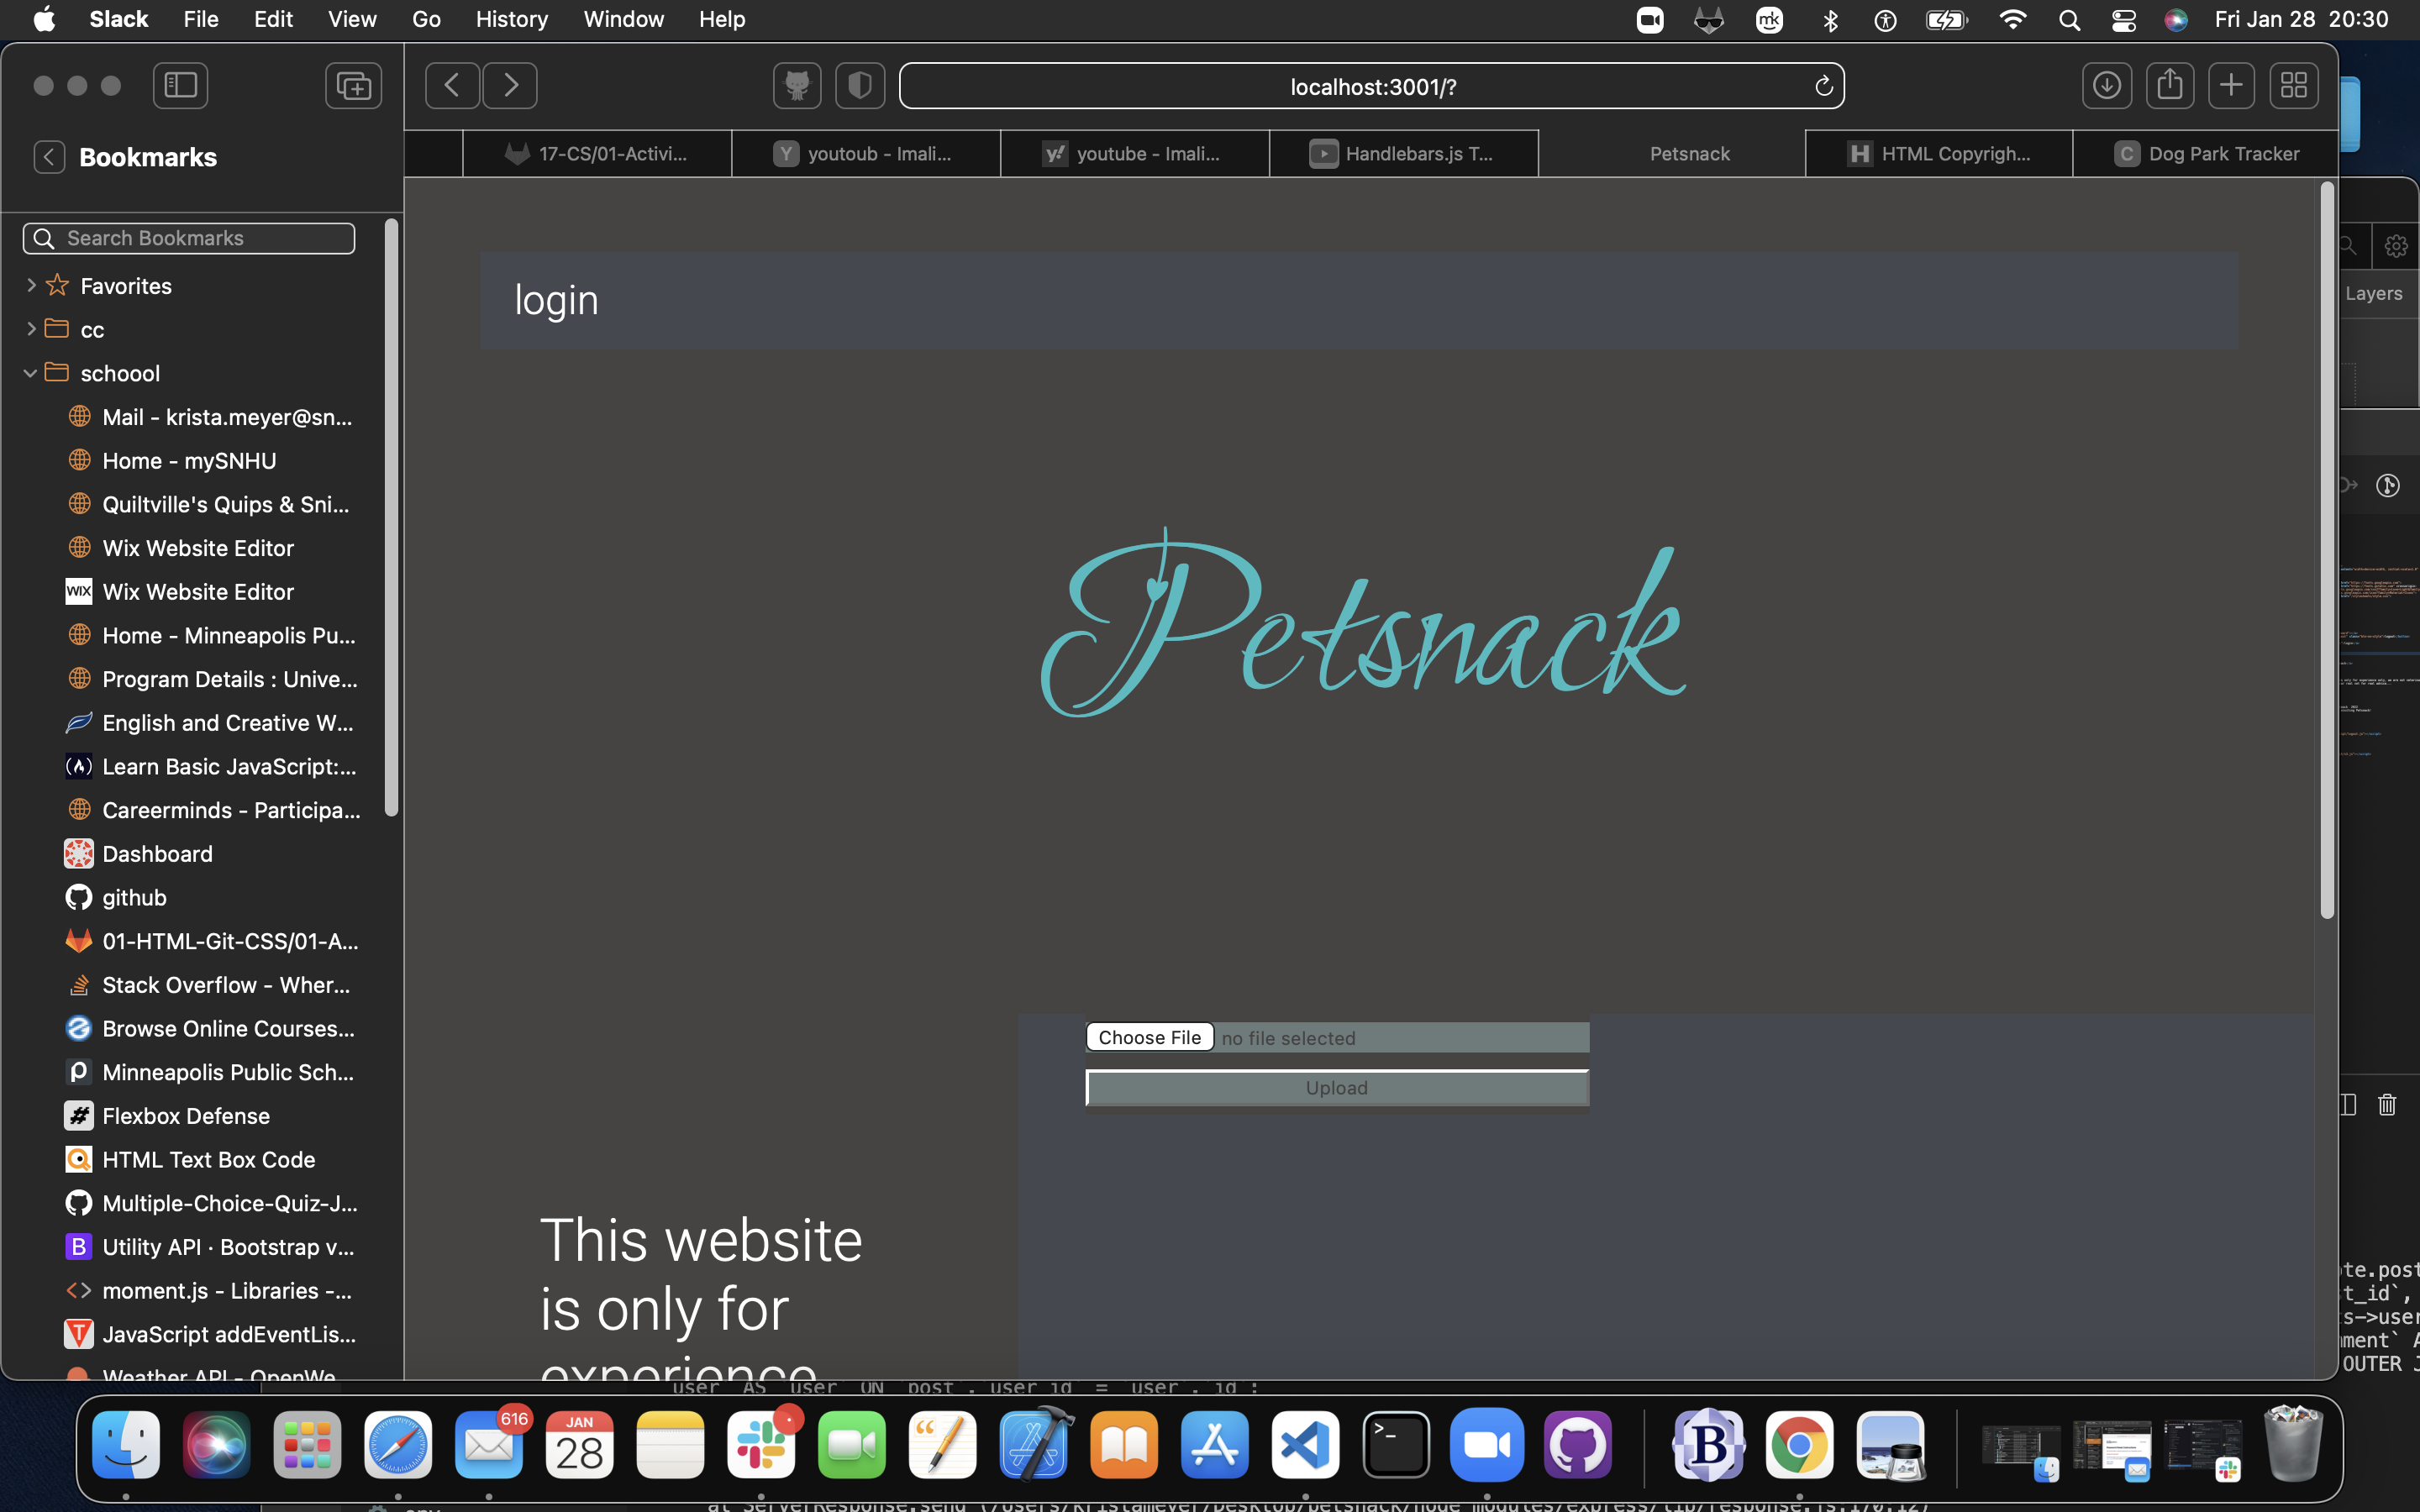 Slack File Edit View Go History Window Help
mk
Fri Jan 28 20:30
localhost:3001/?
Bookmarks
17-CS/01-Activi...
Y youtoub - Imali...
y! youtube - Imali...
Handlebars.js T...
Petsnack
H HTML Copyrigh...
C Dog Park Tracker
Search Bookmarks
Favorites
cc
schoool
Mail - krista.meyer@sn...
Home - mySNHU
Quiltville's Quips & Sni...
Wix Website Editor
WIX Wix Website Editor
Home - Minneapolis Pu...
Program Details : Unive...
English and Creative W...
Learn Basic JavaScript:...
Careerminds - Participa...
Dashboard
github
01-HTML-Git-CSS/01-A...
Stack Overflow - Wher...
Browse Online Courses...
Minneapolis Public Sch...
Flexbox Defense
HTML Text Box Code
Multiple-Choice-Quiz-J...
B Utility API · Bootstrap v...
moment.js - Libraries -...
JavaScript addEventLis...
Weather API - OpenWe
login
Petsnack
Choose File no file selected
Upload
This website
is only for
experience
Layers
te.post
t_id`,
s->user
ment` A
OUTER J
user AS user ON post . user id = user . id ;
616
JAN
28
B
at ServerResponse.send (/Users/kristameyer/Desktop/petsnack/node_modules/express/lib/response.js:170:12)